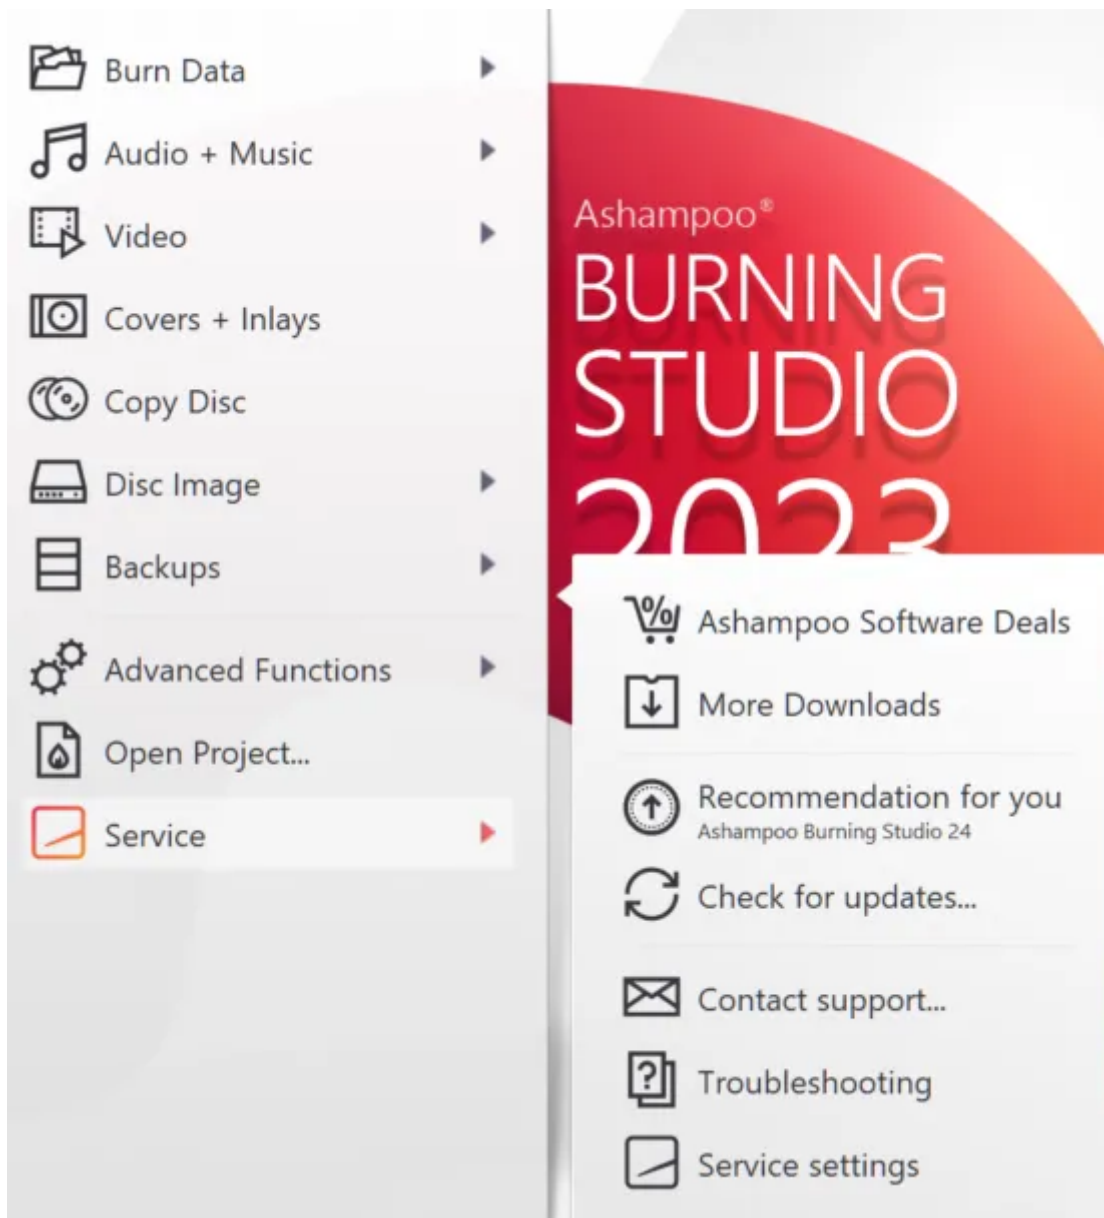 Burn Data
Audio + Music
Video
Covers + Inlays
Copy Disc
Disc Image
Backups
Advanced Functions
Open Project...
Service
Ashampoo®
BURNING
STUDIO
2023
Ashampoo Software Deals
More Downloads
Recommendation for you
Ashampoo Burning Studio 24
Check for updates...
Contact support...
Troubleshooting
Service settings